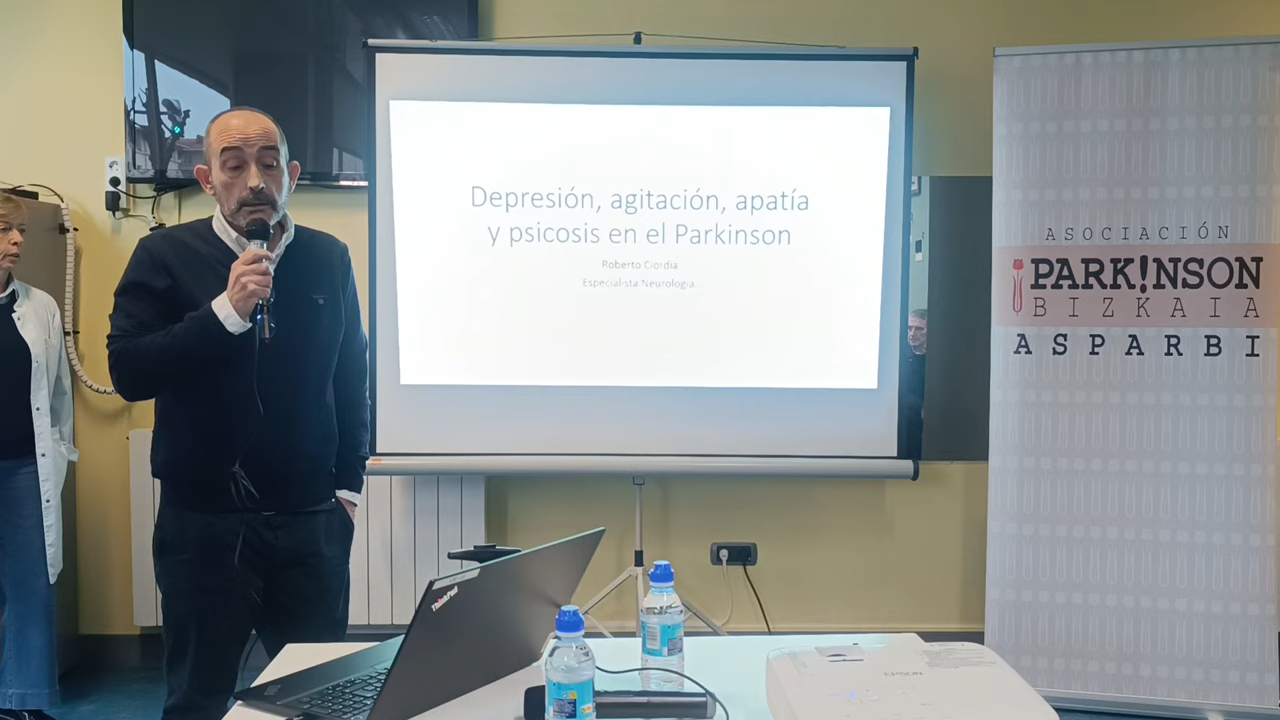 Depresión, agitación, apatía
y psicosis en el Parkinson
Roberto Ciordia
Especialista Neurología
ASOCIACIÓN
PARK!NSON
BIZKAIA
ASPARBI
ThinkPad
EPSON